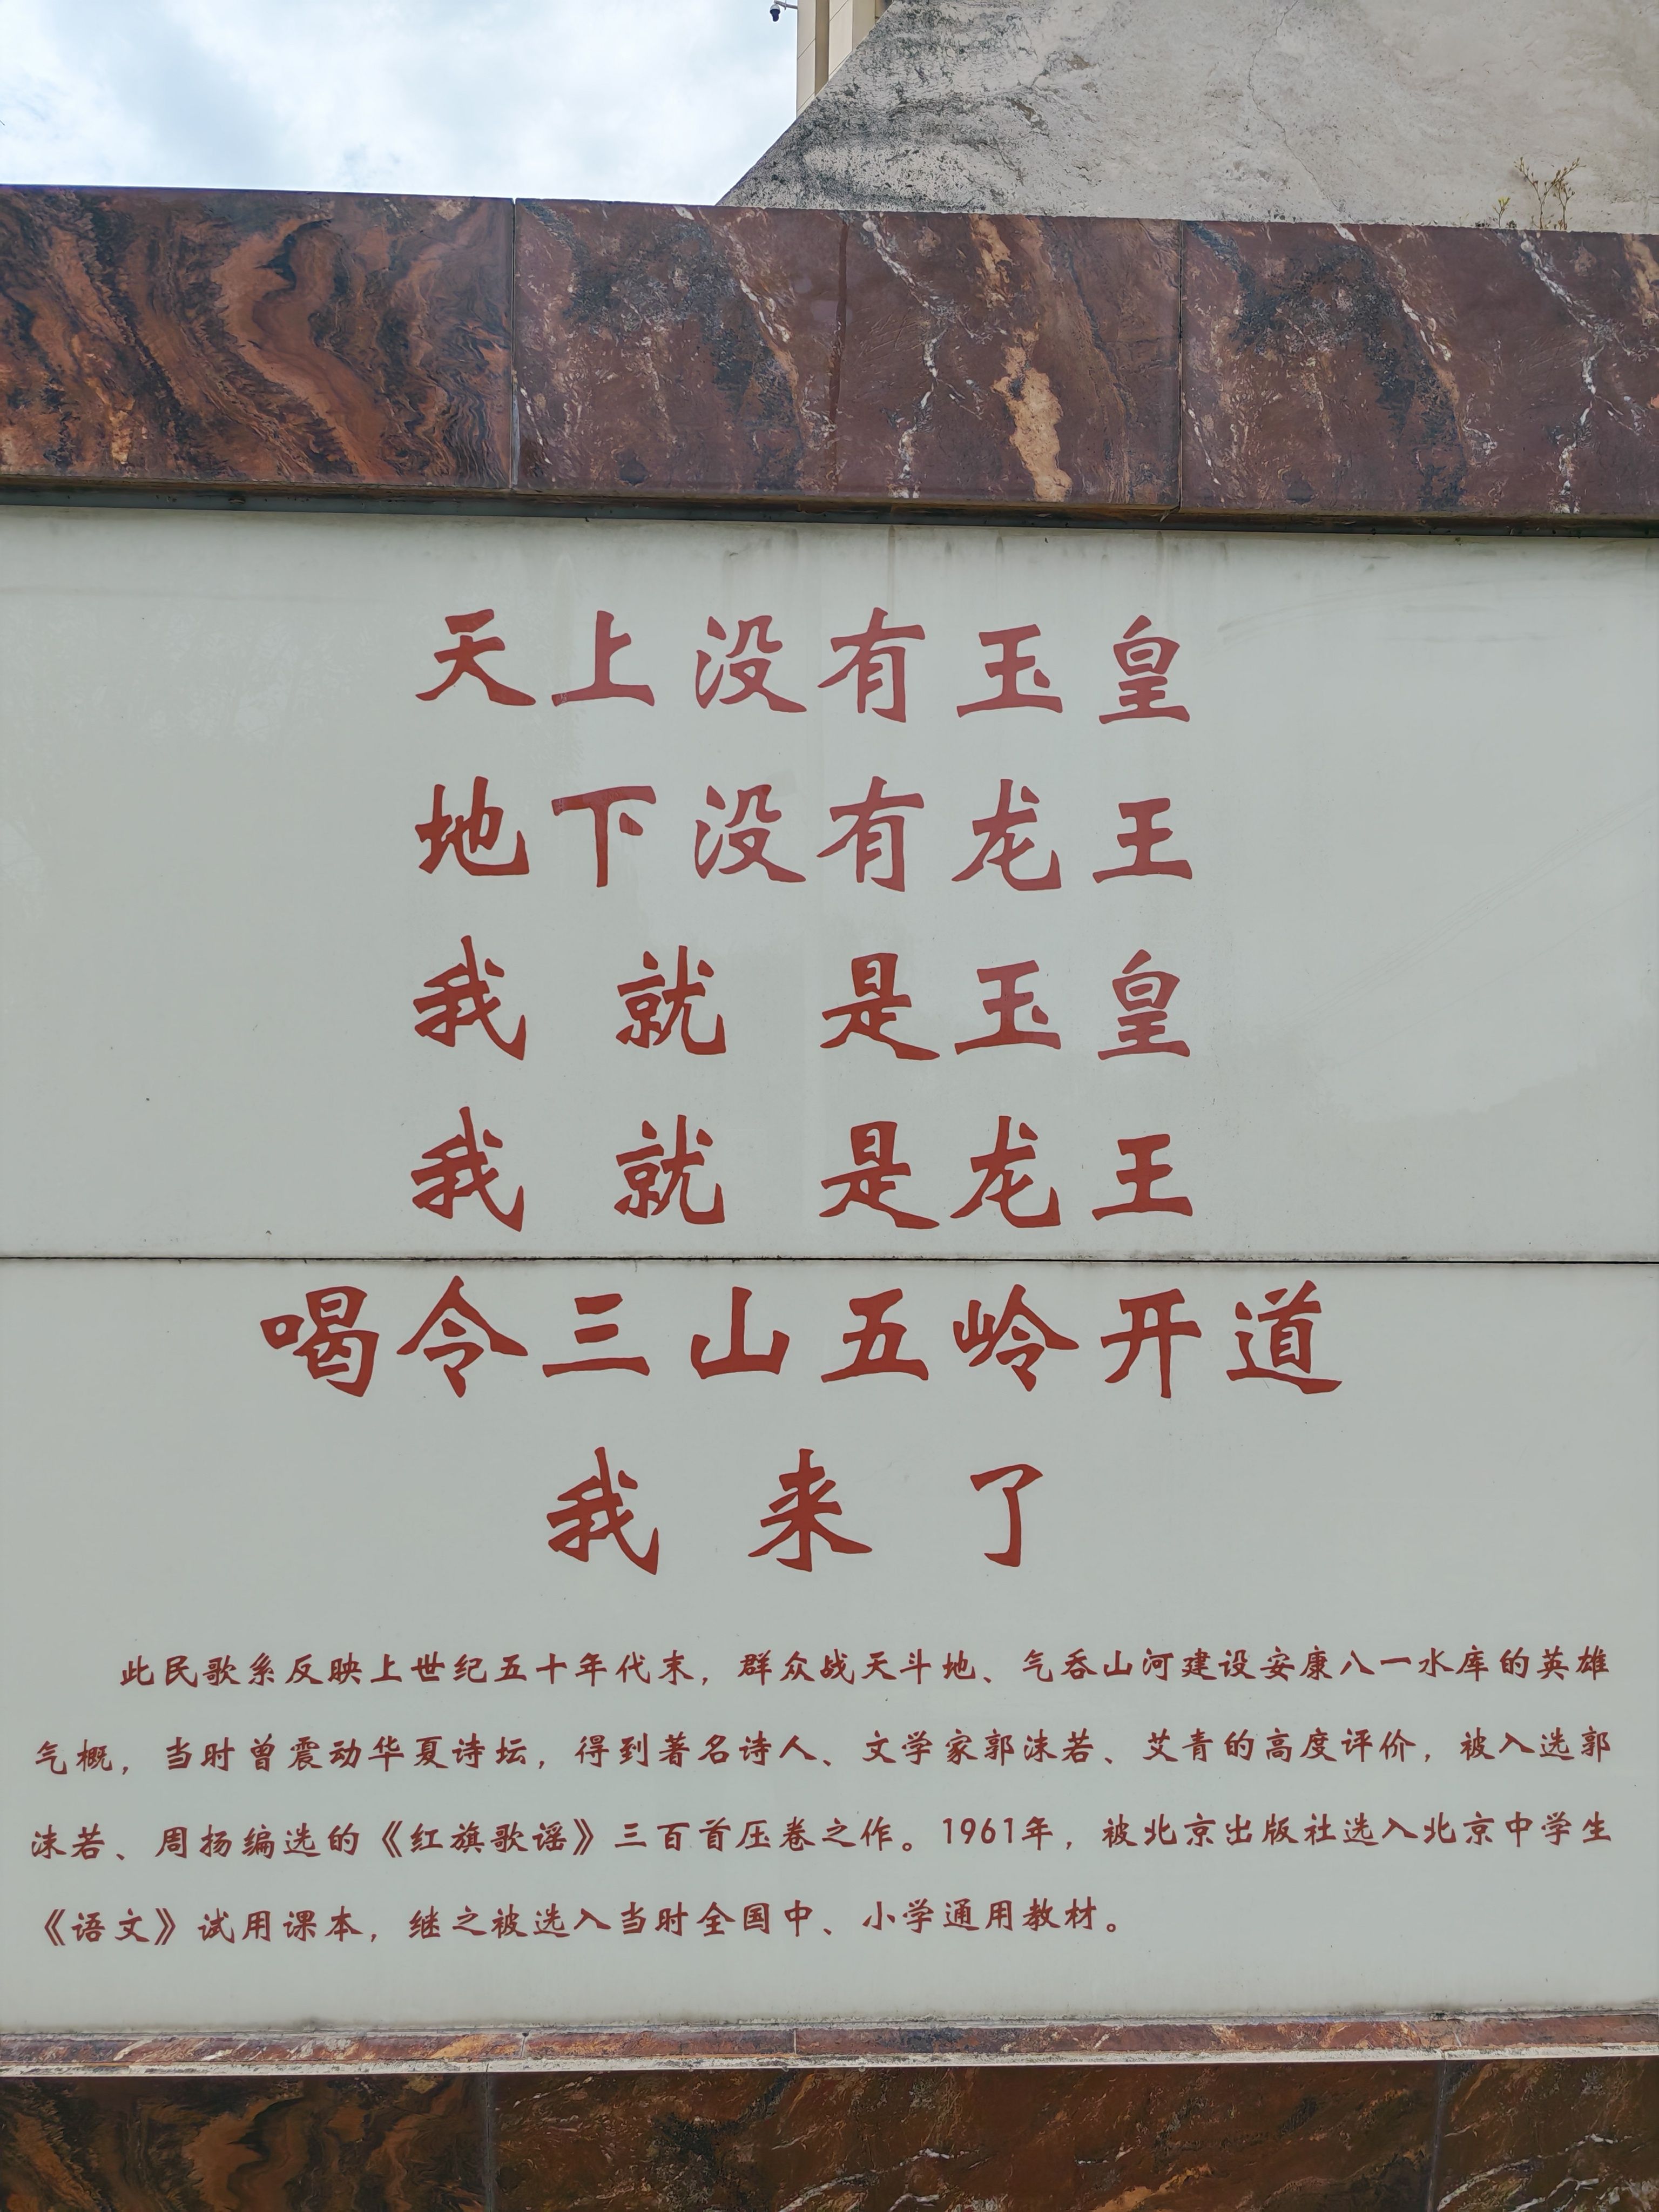 天上没有玉皇
地下没有龙王
我就是玉皇
我就是龙王
喝令三山五岭开道
我来了
此民歌系反映上世纪五十年代末，群众战天斗地、气吞山河建设安康八一水库的英雄
气概，当时曾震动华夏诗坛，得到著名诗人、文学家郭沫若、艾青的高度评价，被入选郭
沫若、周扬编选的《红旗歌谣》三百首压卷之作。1961年，被北京出版社选入北京中学生
《语文》试用课本，继之被选入当时全国中、小学通用教材。